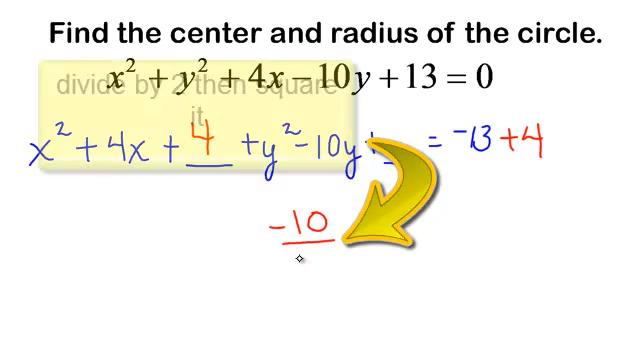 Find the center and radius of the circle.
x² + y² + 4x − 10y + 13 = 0
divide by 2 then square
it
x² + 4x + 4 + y² − 10y + _ = −13 + 4
−10